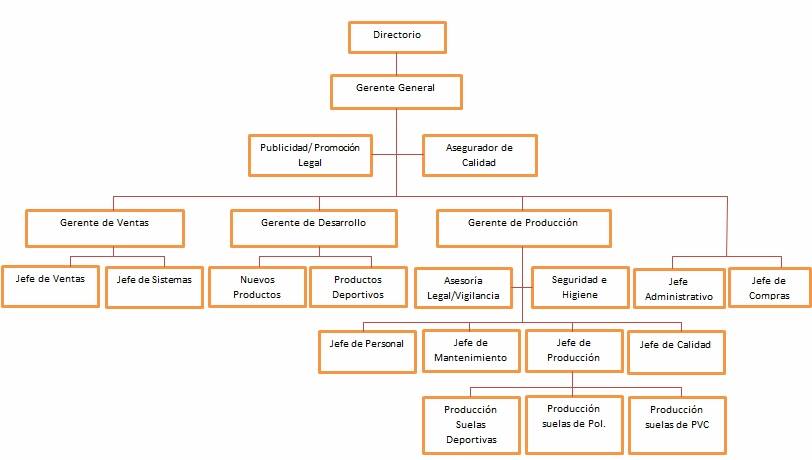 Directorio
Gerente General
Publicidad/ Promoción
Legal
Asegurador de
Calidad
Gerente de Ventas
Gerente de Desarrollo
Gerente de Producción
Jefe de Ventas
Jefe de Sistemas
Nuevos
Productos
Productos
Deportivos
Asesoría
Legal/Vigilancia
Seguridad e
Higiene
Jefe
Administrativo
Jefe de
Compras
Jefe de Personal
Jefe de
Mantenimiento
Jefe de
Producción
Jefe de Calidad
Producción
Suelas
Deportivas
Producción
suelas de Pol.
Producción
suelas de PVC